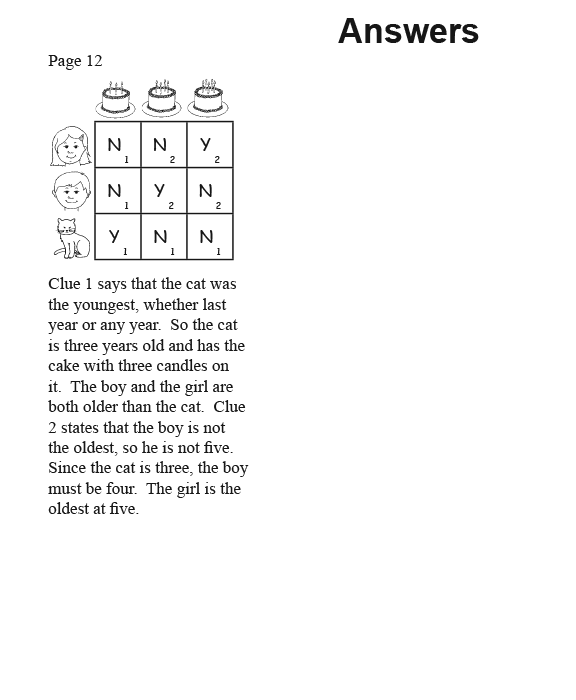 Answers
Page 12
N 1 N 2 Y 2
N 1 Y 2 N 2
Y 1 N 1 N 1
Clue 1 says that the cat was
the youngest, whether last
year or any year.  So the cat
is three years old and has the
cake with three candles on
it.  The boy and the girl are
both older than the cat.  Clue
2 states that the boy is not
the oldest, so he is not five.
Since the cat is three, the boy
must be four.  The girl is the
oldest at five.